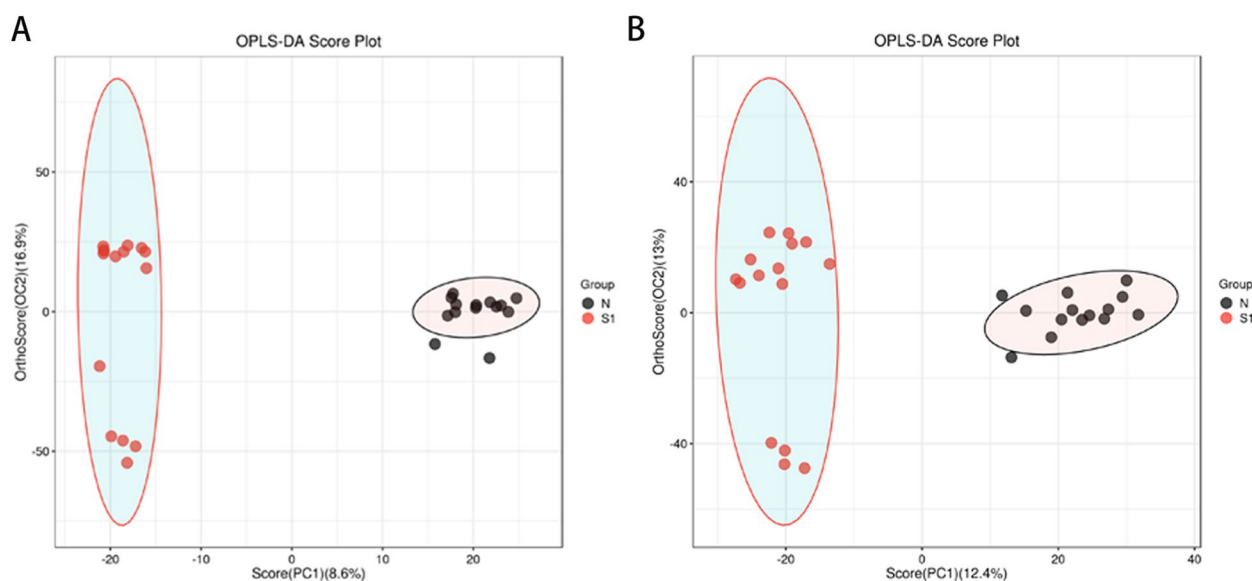 A
OPLS-DA Score Plot
OrthoScore(OC2)(16.9%)
50
0
-50
-20
-10
0
10
20
Score(PC1)(8.6%)
Group
N
S1
B
OPLS-DA Score Plot
OrthoScore(OC2)(13%)
40
0
-40
-20
0
20
40
Score(PC1)(12.4%)
Group
N
S1